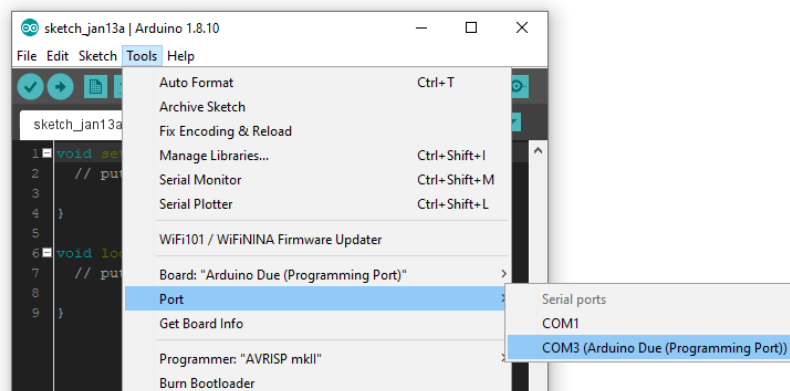 sketch_jan13a | Arduino 1.8.10
File Edit Sketch Tools Help
Auto Format Ctrl+T
sketch_jan13a Archive Sketch
Fix Encoding & Reload
1 void Manage Libraries... Ctrl+Shift+I
2 // Serial Monitor Ctrl+Shift+M
3
4 } Serial Plotter Ctrl+Shift+L
5
WiFi101 / WiFiNINA Firmware Updater
6 void
7 // Board: "Arduino Due (Programming Port)"
8
Port Serial ports
9 } Get Board Info COM1
COM3 (Arduino Due (Programming Port))
Programmer: "AVRISP mkII"
Burn Bootloader